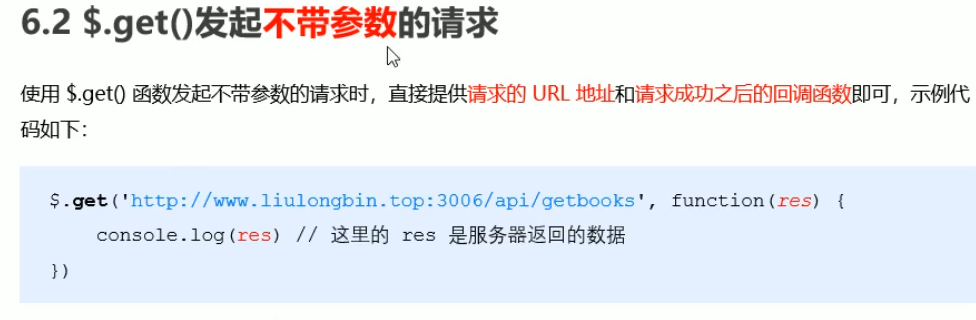 6.2 $.get()发起不带参数的请求
使用 $.get() 函数发起不带参数的请求时，直接提供请求的 URL 地址和请求成功之后的回调函数即可，示例代
码如下：
$.get('http://www.liulongbin.top:3006/api/getbooks', function(res) {
    console.log(res) // 这里的 res 是服务器返回的数据
})